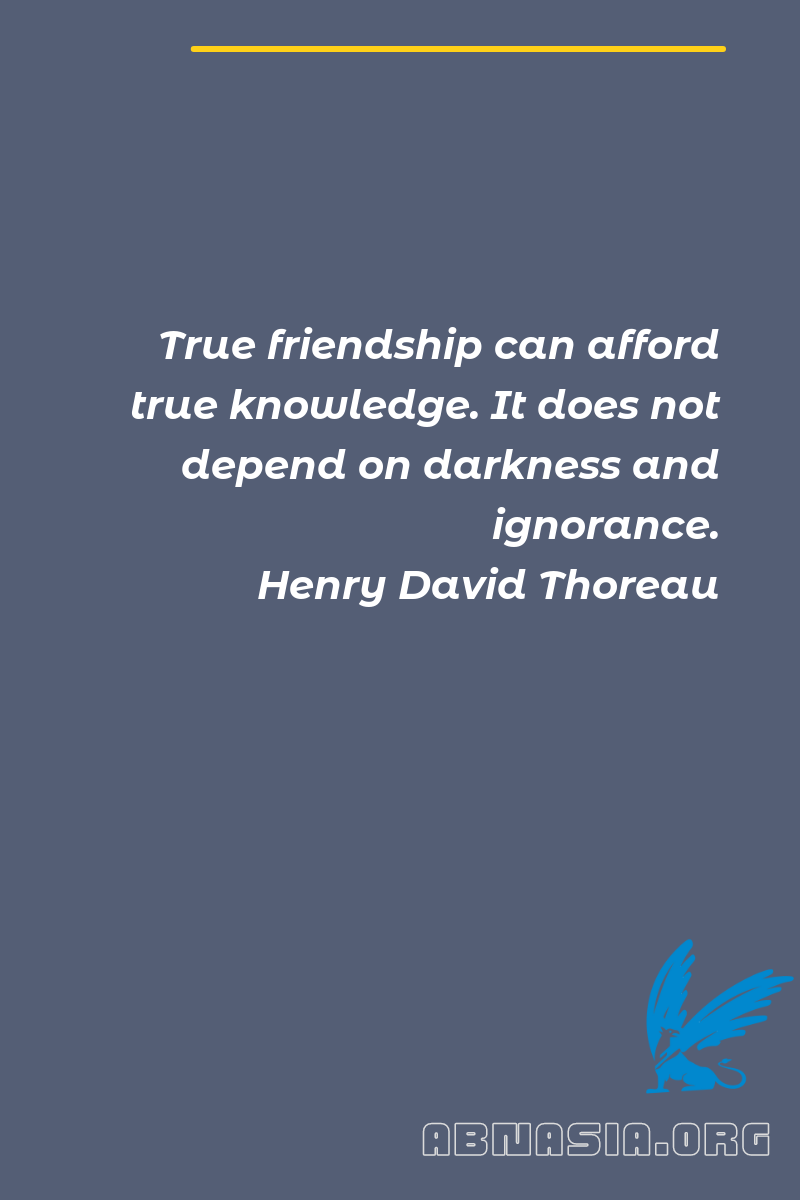 True friendship can afford
true knowledge. It does not
depend on darkness and
ignorance.
Henry David Thoreau
ABNASIA.ORG